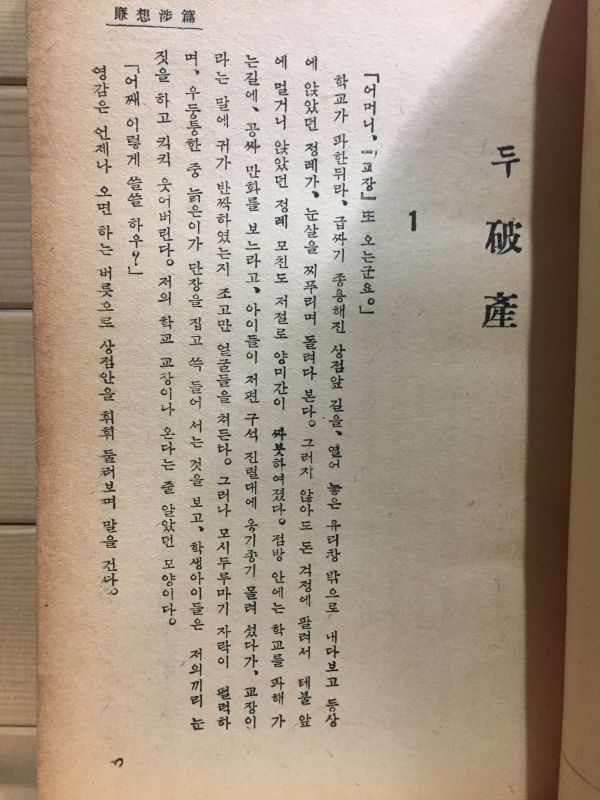 廉想涉篇
두 破產
1
「어머니、「교장」또 오는군요。」
학교가 파한뒤라、급짜기 종용해진 상점앞 길을、열어 놓은 유리창 밖으로 내다보고 등상
에 앉았던 정례가、눈살을 찌푸리며 돌려다 본다。그러지 않아도 돈 걱정에 팔려서 테불 앞
에 멀거니 앉았던 정례 모친도 저절로 양미간이 짜붓하여졌다。점방 안에는 학교를 파해 가
는길에、공짜 만화를 보느라고、아이들이 저편 구석 진렬대에 옹기종기 몰려 섰다가、교장이
라는 말에 귀가 반짝하였는지 조고만 얼굴들을 쳐든다。그러나 모시두루마기 자락이 펄럭하
며、우둥퉁한 중 늙은이가 단장을 집고 쓱 들어 서는 것을 보고、학생아이들은 저의끼리 눈
짓을 하고 킥킥 웃어버린다。저의 학교 교장이나 온다는 줄 알았던 모양이다。
「어째 이렇게 쓸쓸 하우?」
영감은 언제나 오면 하는 버릇으로 상점안을 휘휘 둘러보며 말을 건다。